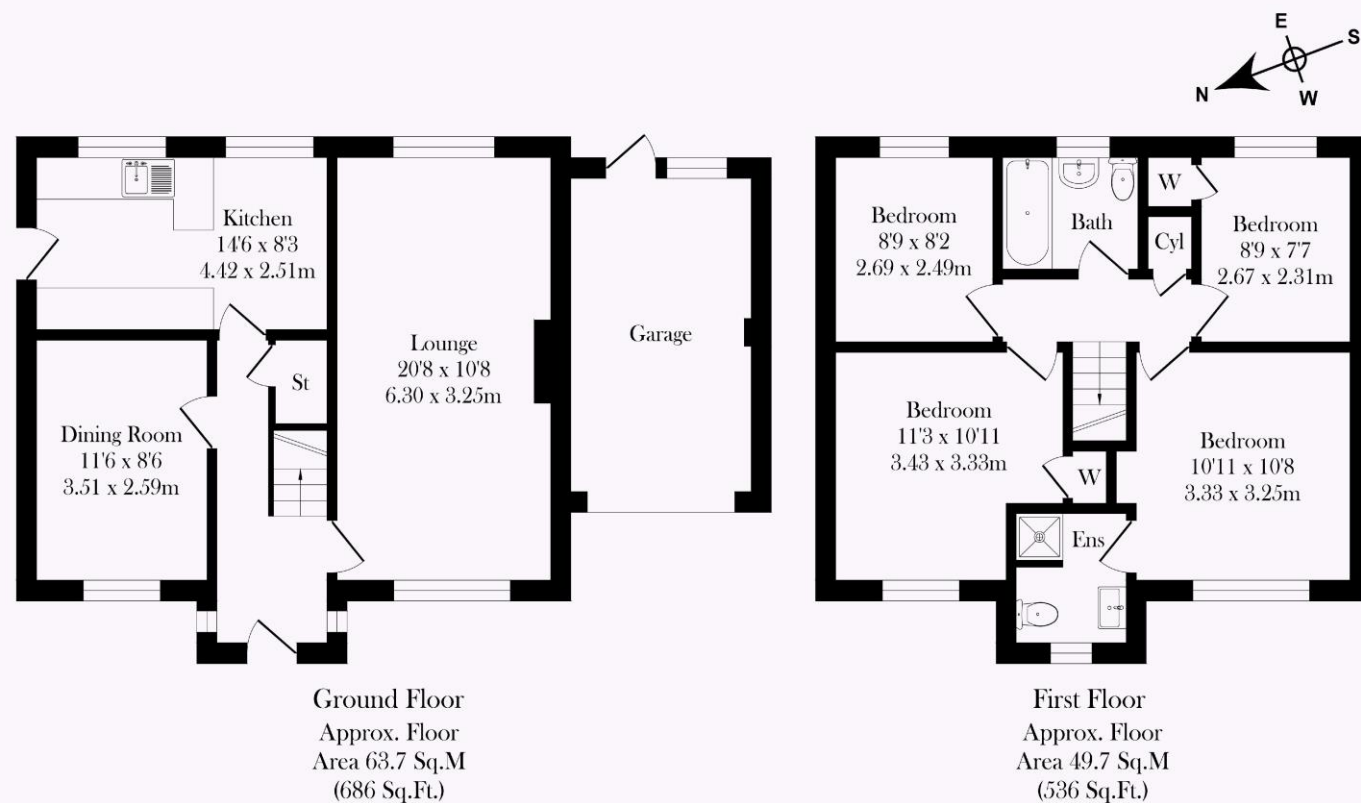 E
S
N
W
Kitchen
14'6 x 8'3
4.42 x 2.51m
Lounge
20'8 x 10'8
6.30 x 3.25m
Garage
St
Dining Room
11'6 x 8'6
3.51 x 2.59m
Ground Floor
Approx. Floor
Area 63.7 Sq.M
(686 Sq.Ft.)
Bedroom
8'9 x 8'2
2.69 x 2.49m
Bath
W
Cyl
Bedroom
8'9 x 7'7
2.67 x 2.31m
Bedroom
11'3 x 10'11
3.43 x 3.33m
W
Bedroom
10'11 x 10'8
3.33 x 3.25m
Ens
First Floor
Approx. Floor
Area 49.7 Sq.M
(536 Sq.Ft.)